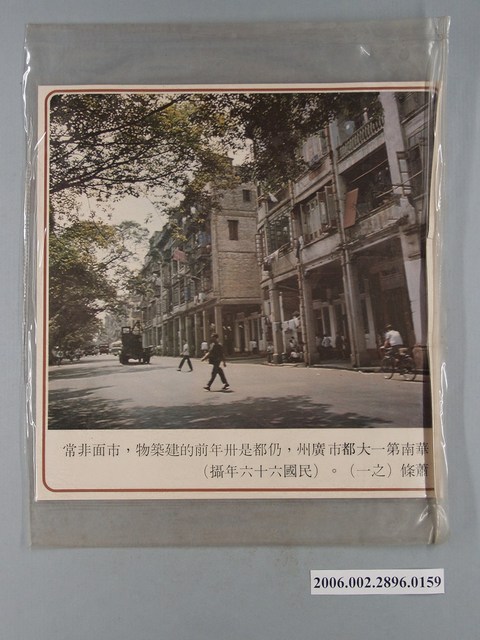 華南第一大都市廣州，仍都是卅年前的建築物，市面非常
蕭條（之一）。（民國六十六年攝）
2006.002.2896.0159